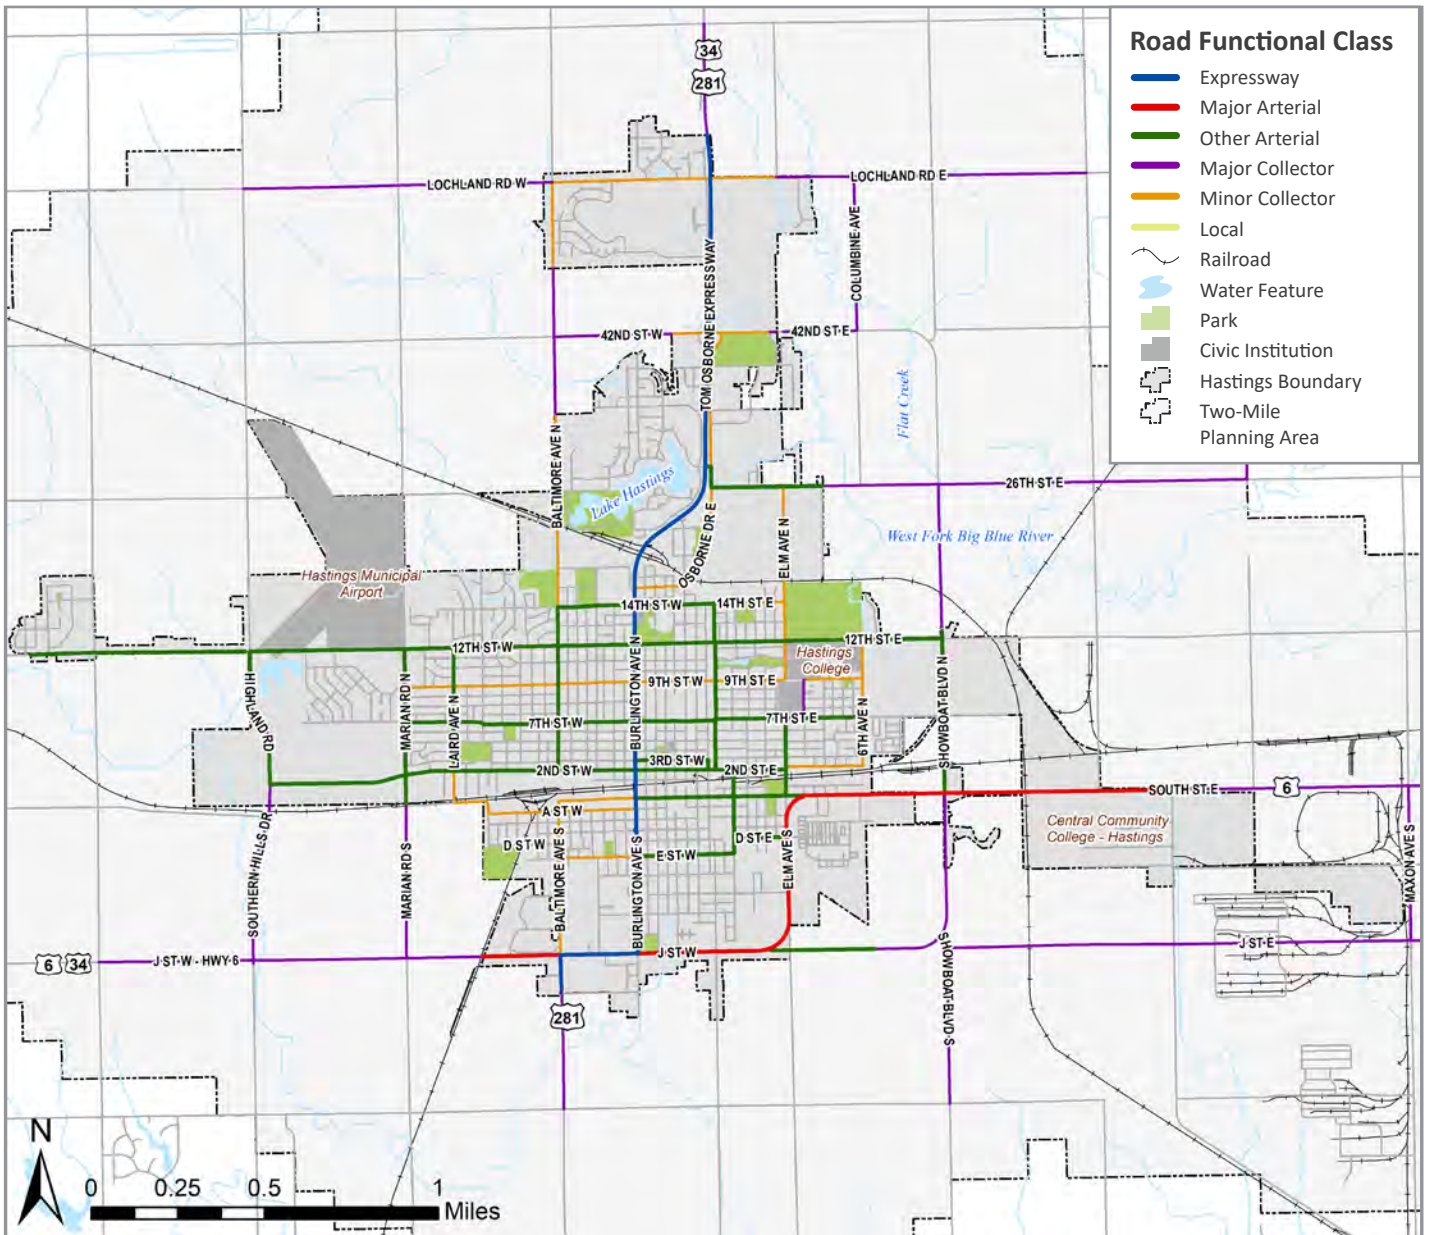 Road Functional Class
Expressway
Major Arterial
Other Arterial
Major Collector
Minor Collector
Local
Railroad
Water Feature
Park
Civic Institution
Hastings Boundary
Two-Mile
Planning Area
34
281
LOCHLAND RD W
LOCHLAND RD E
COLUMBINE AVE
TOM OSBORNE EXPRESSWAY
42ND ST W
42ND ST E
Flat Creek
BALTIMORE AVE N
Lake Hastings
26TH ST E
OSBORNE DR E
ELM AVE N
West Fork Big Blue River
Hastings Municipal
Airport
14TH ST W
14TH ST E
12TH ST W
12TH ST E
Hastings
College
HIGHLAND RD
MARIAN RD N
LAIRD AVE N
BURLINGTON AVE N
9TH ST W
9TH ST E
SHOWBOAT BLVD N
6TH AVE N
7TH ST W
7TH ST E
3RD ST W
2ND ST W
2ND ST E
SOUTH ST E
6
A ST W
D ST W
D ST E
E ST W
Central Community
College - Hastings
SOUTHERN HILLS DR
MARIAN RD S
BALTIMORE AVE S
BURLINGTON AVE S
ELM AVE S
MAXON AVE S
6
34
J ST W - HWY 6
J ST W
J ST E
SHOWBOAT BLVD S
281
N
0
0.25
0.5
1
Miles